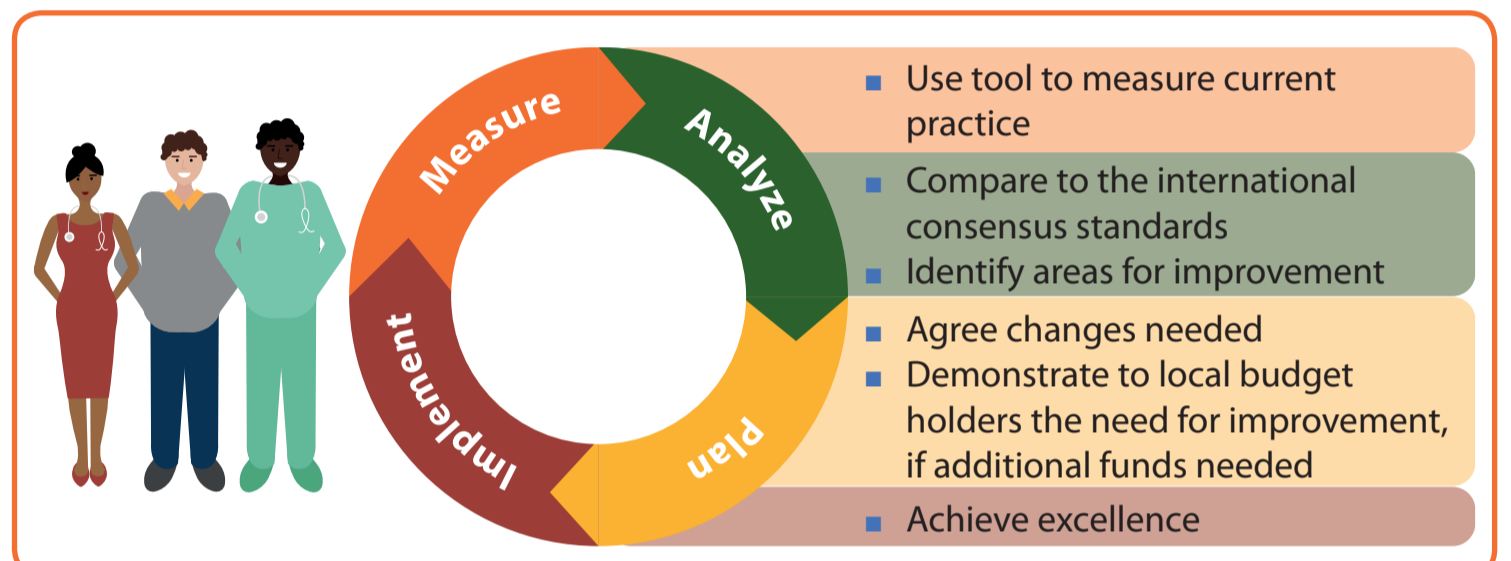 Measure
Analyze
Plan
Implement
Use tool to measure current
practice
Compare to the international
consensus standards
Identify areas for improvement
Agree changes needed
Demonstrate to local budget
holders the need for improvement,
if additional funds needed
Achieve excellence